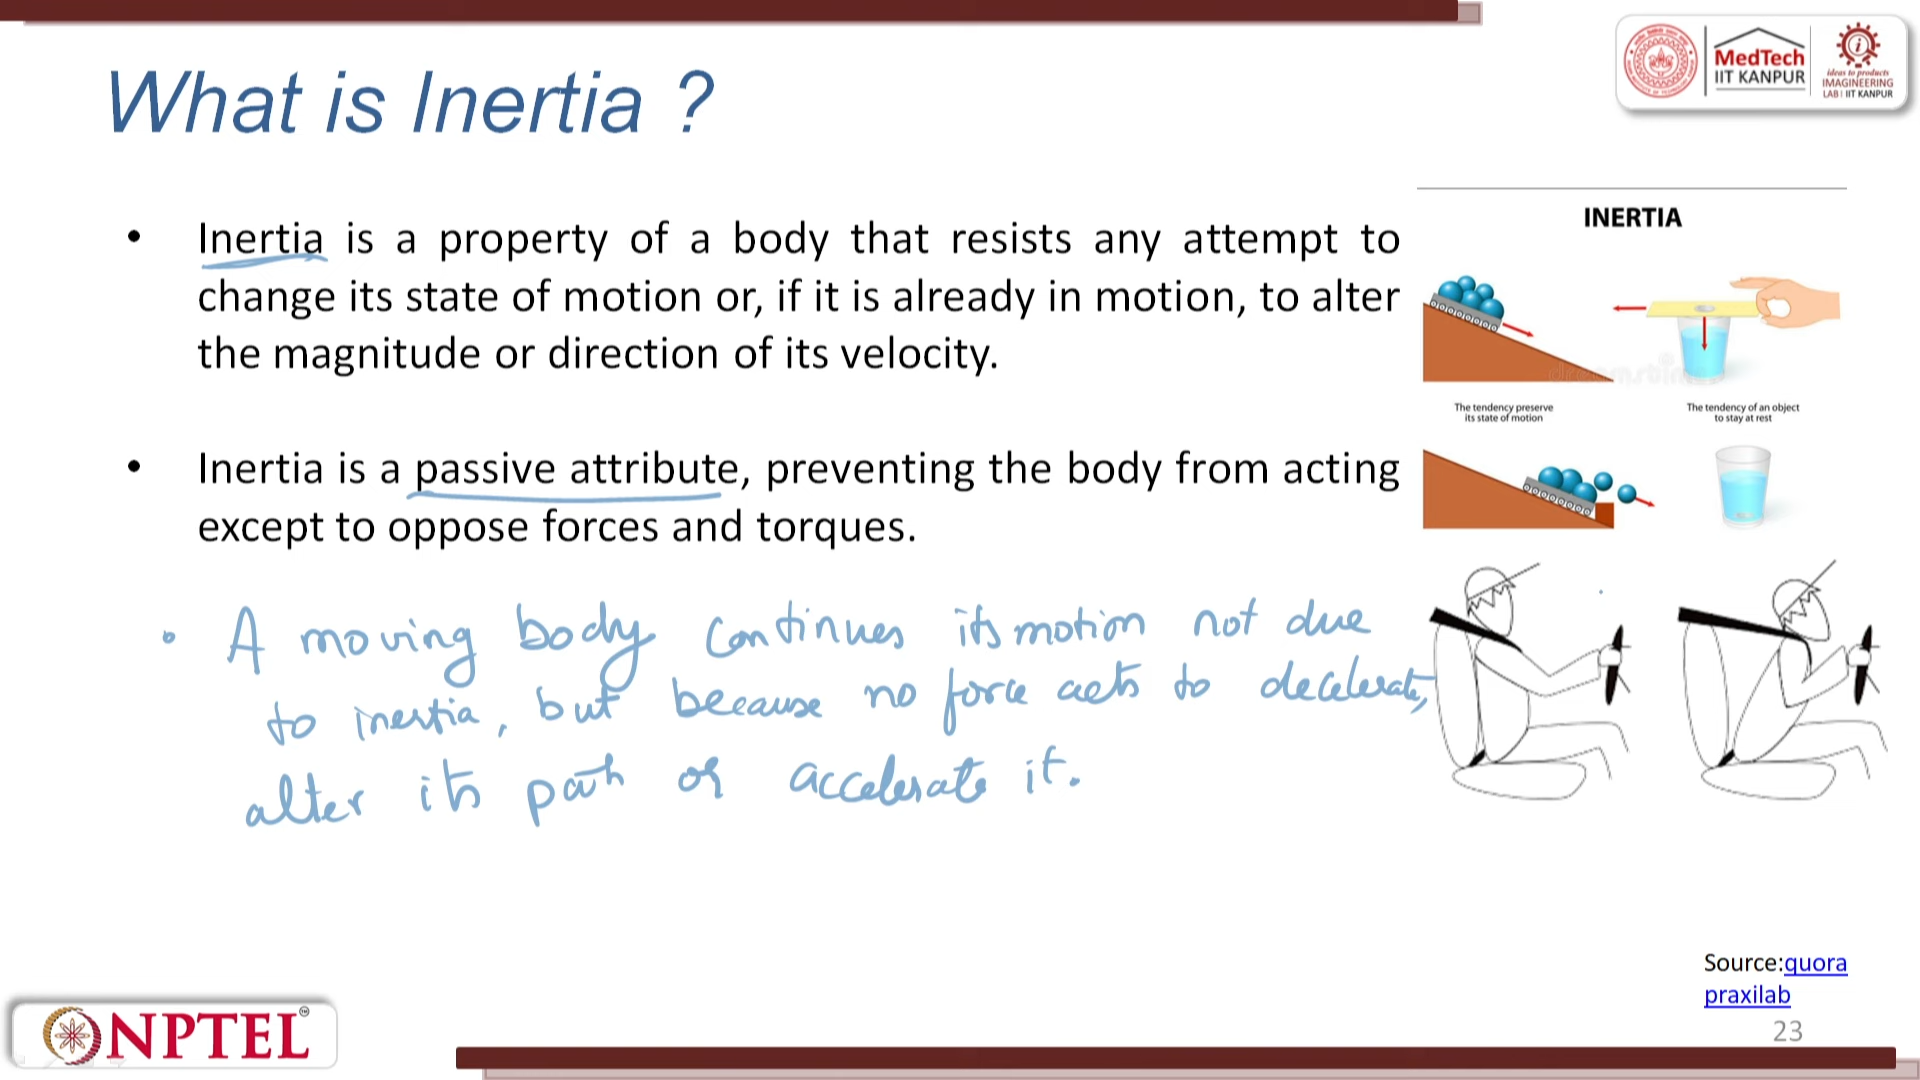 What is Inertia ?
MedTech
IIT KANPUR
ideas to products
IMAGINEERING
LAB | IIT KANPUR
• Inertia is a property of a body that resists any attempt to
change its state of motion or, if it is already in motion, to alter
the magnitude or direction of its velocity.
• Inertia is a passive attribute, preventing the body from acting
except to oppose forces and torques.
• A moving body continues its motion not due
to inertia, but because no force acts to decelerate,
alter its path or accelerate it.
INERTIA
The tendency preserve
its state of motion
The tendency of an object
to stay at rest
Source:quora
praxilab
23
NPTEL